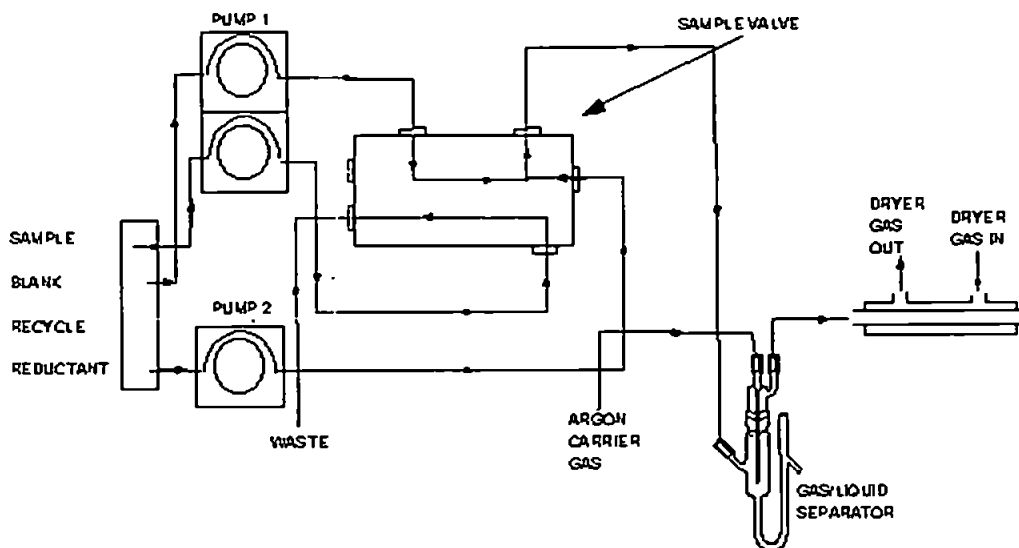 PUMP 1
SAMPLE VALVE
SAMPLE
BLANK
RECYCLE
REDUCTANT
PUMP 2
WASTE
ARGON
CARRIER
GAS
DRYER
GAS
OUT
DRYER
GAS IN
GAS/LIQUID
SEPARATOR